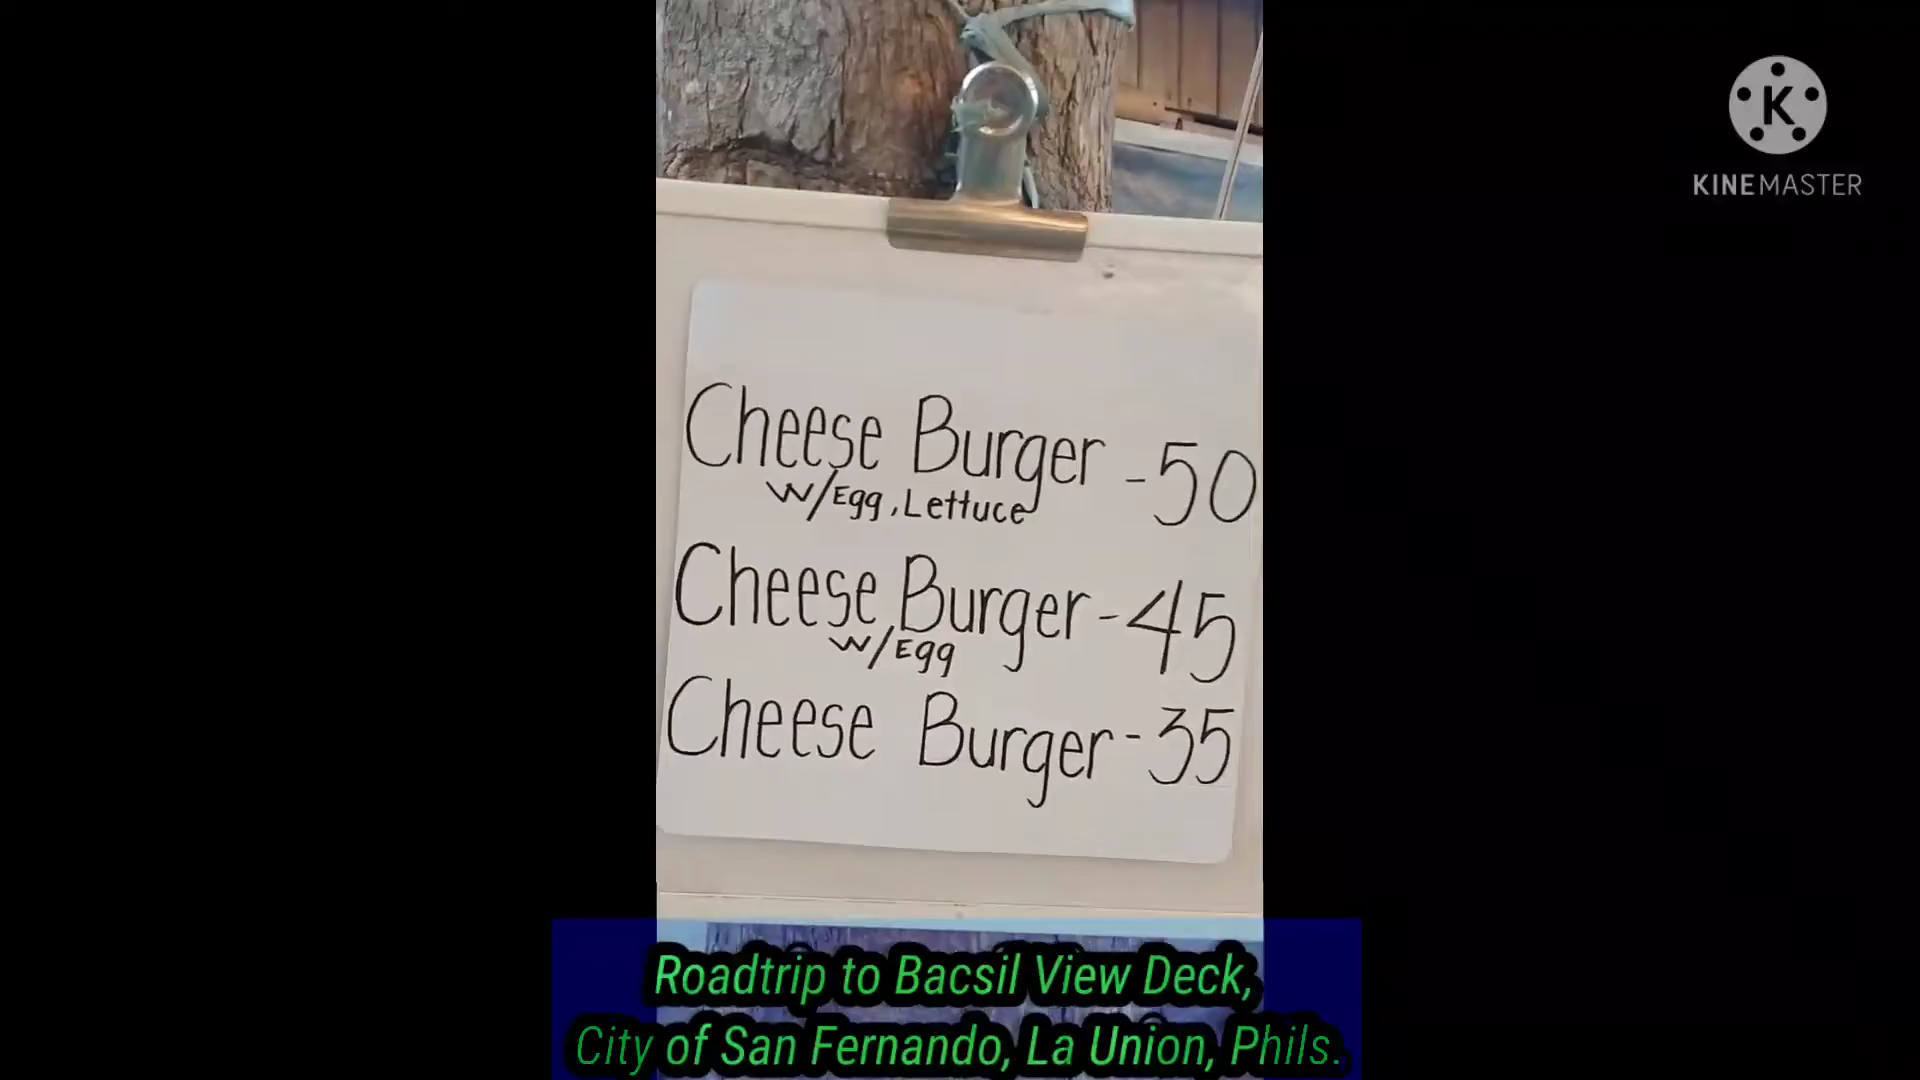 K
KINEMASTER
Cheese Burger - 50
W/Egg, Lettuce
Cheese Burger - 45
W/Egg
Cheese Burger - 35
Roadtrip to Bacsil View Deck,
City of San Fernando, La Union, Phils.